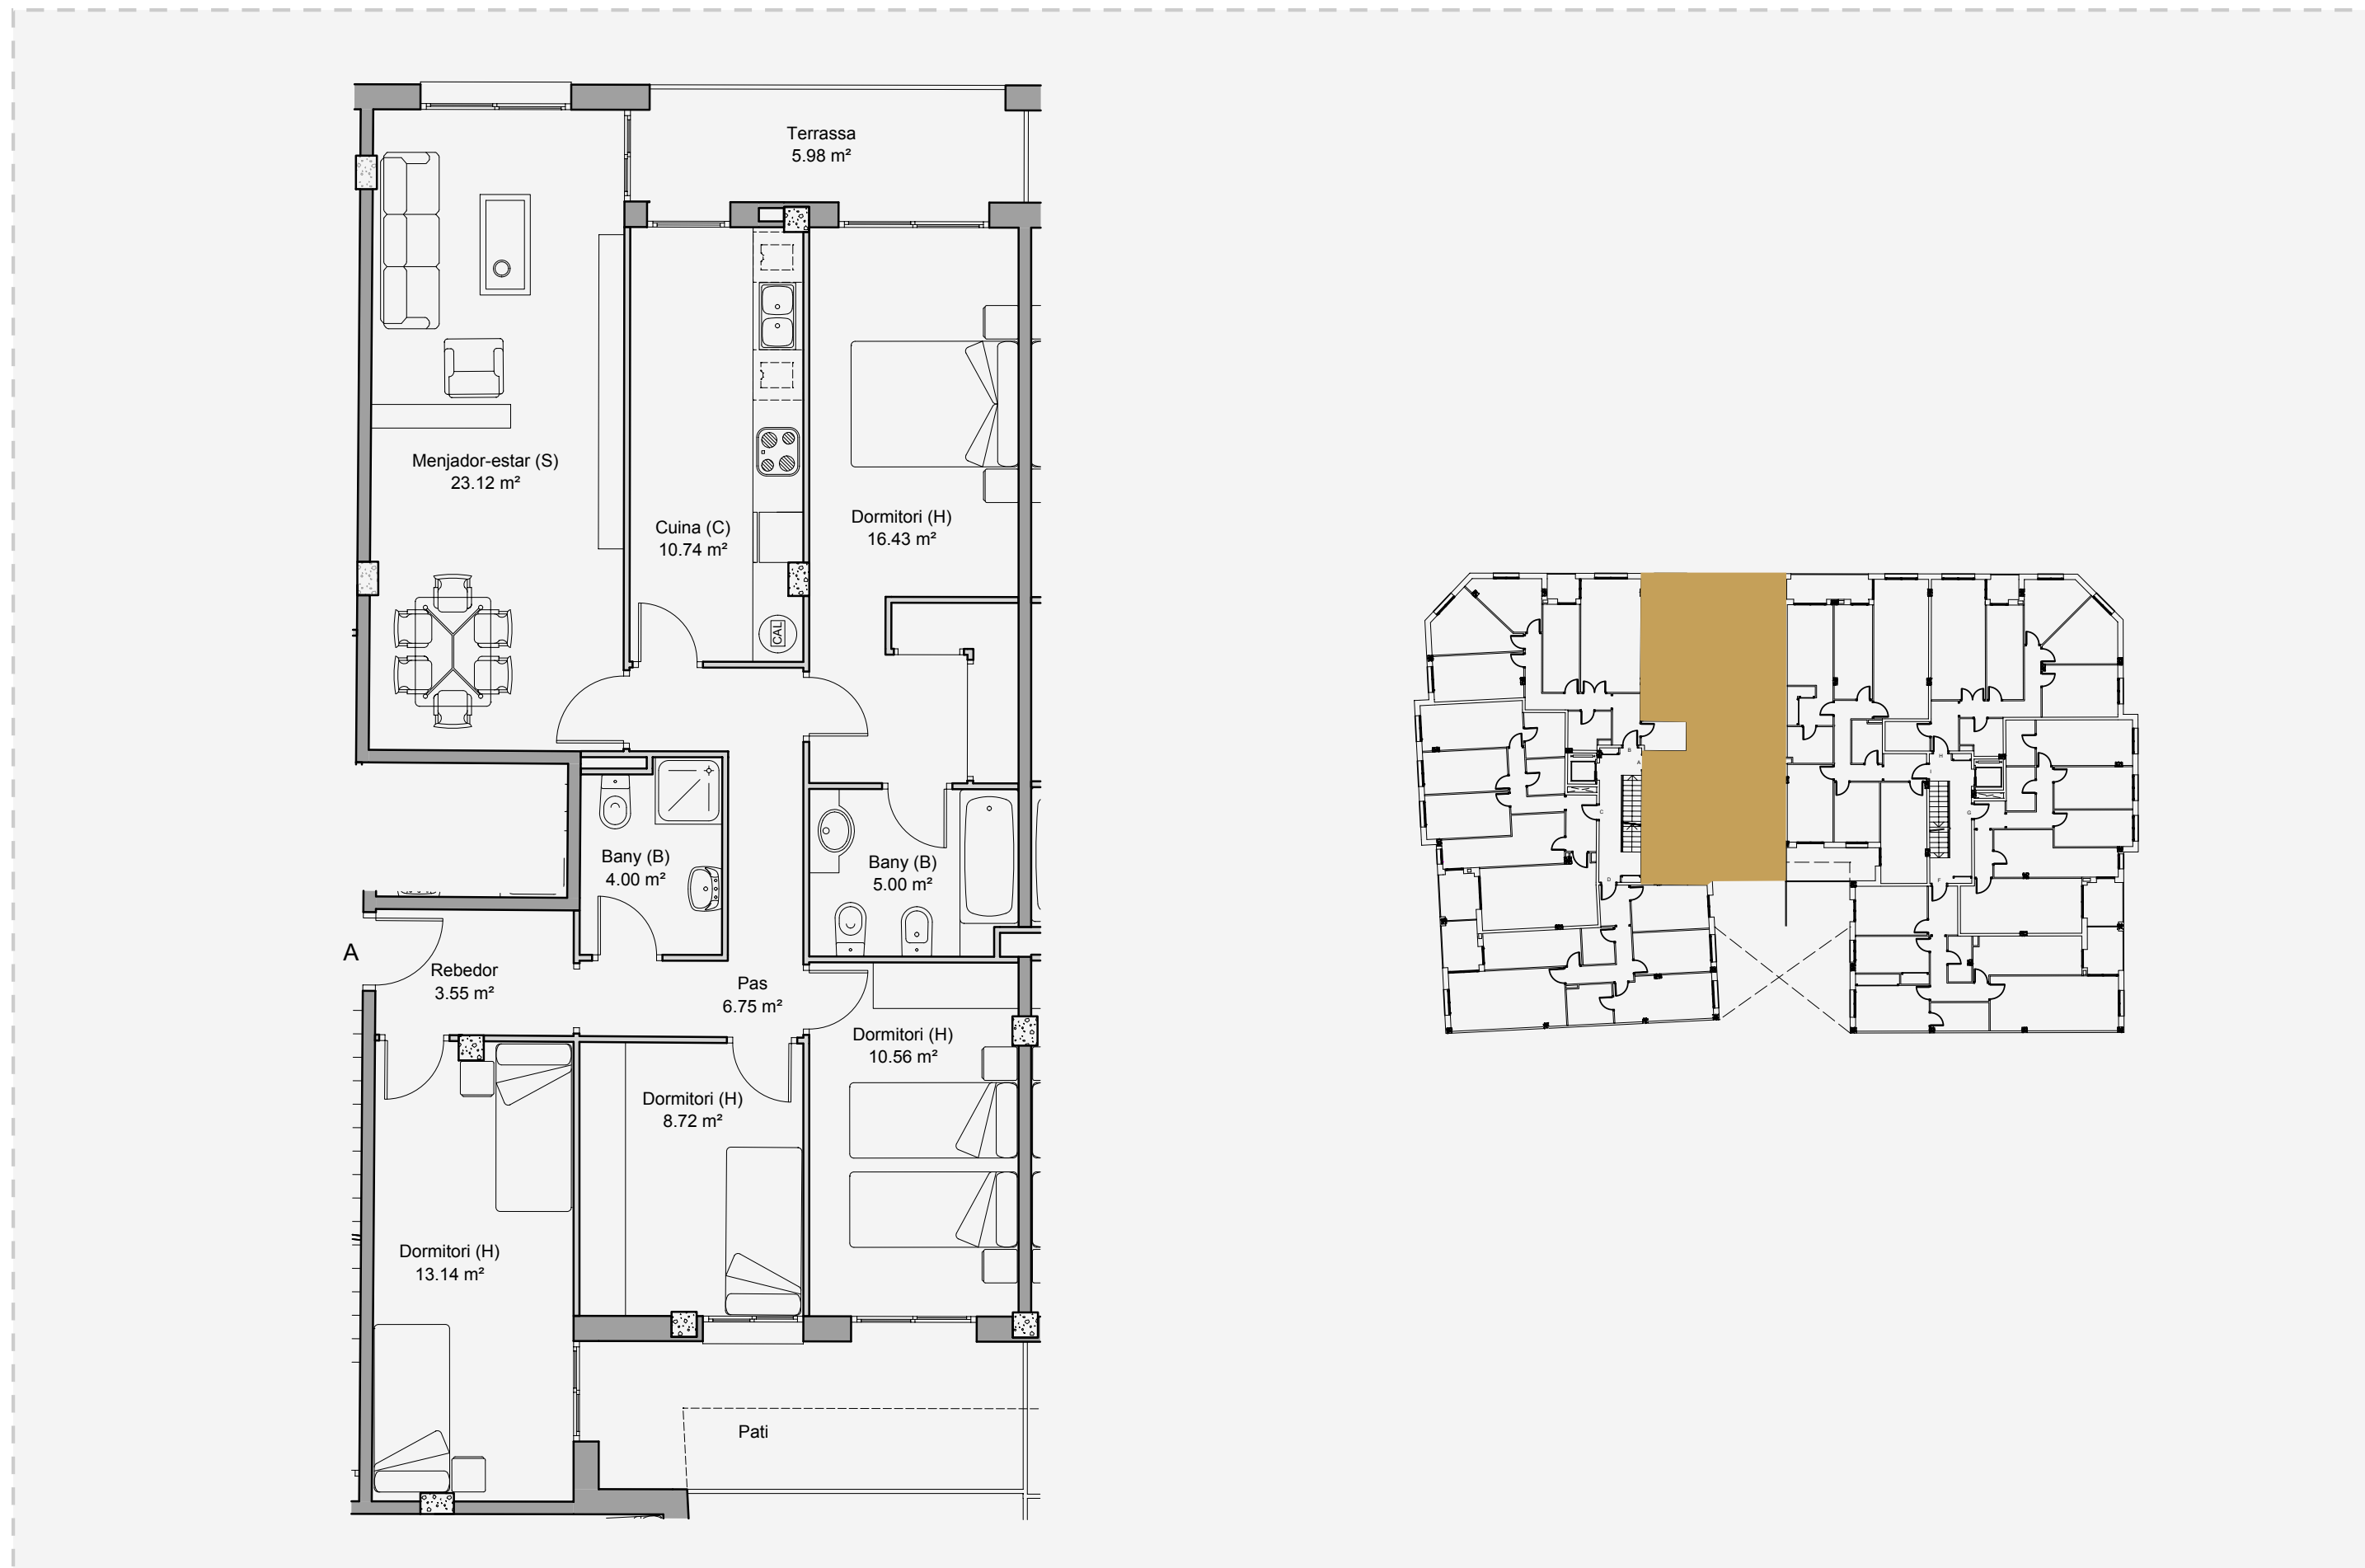 Terrassa
5.98 m²
Menjador-estar (S)
23.12 m²
Cuina (C)
10.74 m²
Dormitori (H)
16.43 m²
CAL
Bany (B)
4.00 m²
Bany (B)
5.00 m²
A
Rebedor
3.55 m²
Pas
6.75 m²
Dormitori (H)
10.56 m²
Dormitori (H)
8.72 m²
Dormitori (H)
13.14 m²
Pati
B
A
C
D
H
I
G
F